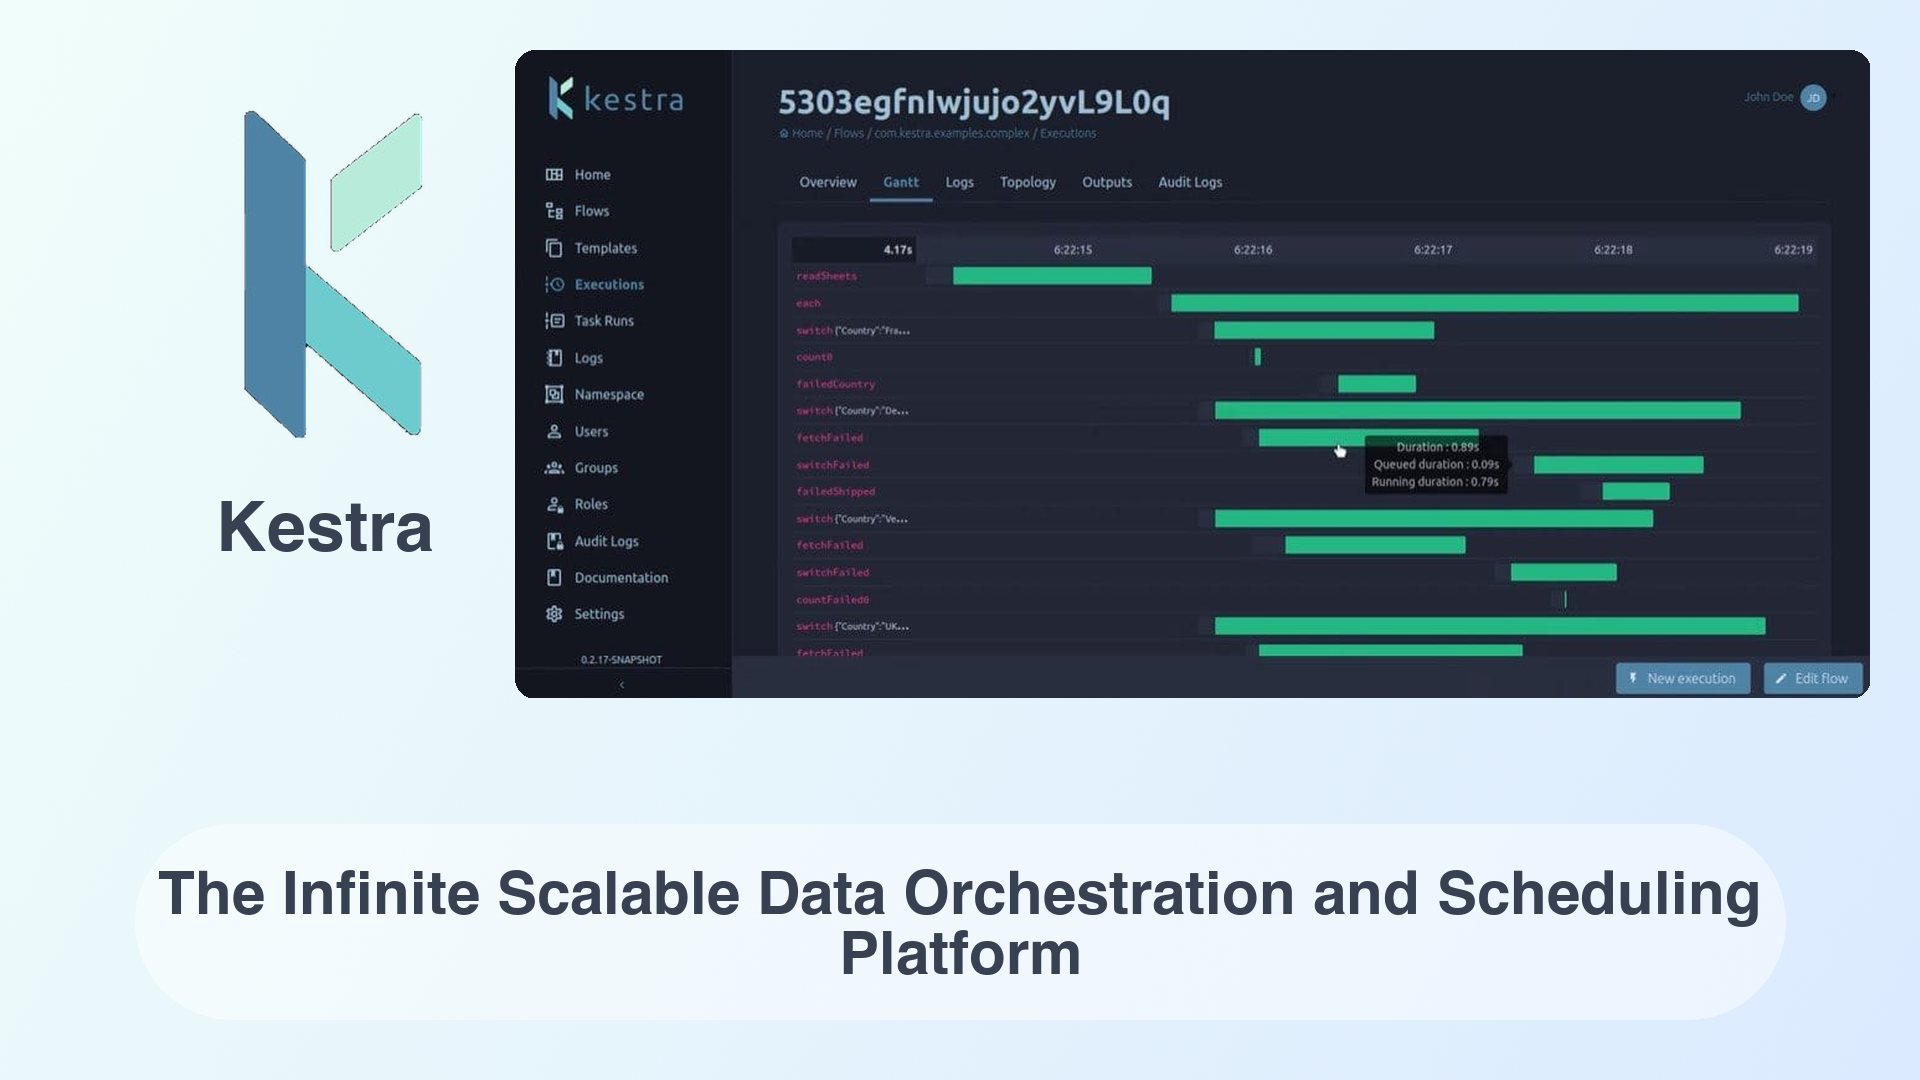 kestra
5303egfnIwjujo2yvL9L0q
John Doe JD
Home / Flows / com.kestra.examples.complex / Executions
Overview Gantt Logs Topology Outputs Audit Logs
Home
Flows
Templates
Executions
Task Runs
Logs
Namespace
Users
Groups
Roles
Audit Logs
Documentation
Settings
0.2.17-SNAPSHOT
4.17s 6:22:15 6:22:16 6:22:17 6:22:18 6:22:19
readSheets
each
switch {"Country":"Fra...
count0
failedCountry
switch {"Country":"De...
fetchFailed
switchFailed
failedShipped
switch {"Country":"Ve...
fetchFailed
switchFailed
countFailed0
switch {"Country":"UK...
fetchFailed
Duration : 0.89s
Queued duration : 0.09s
Running duration : 0.79s
New execution Edit flow
Kestra
The Infinite Scalable Data Orchestration and Scheduling
Platform